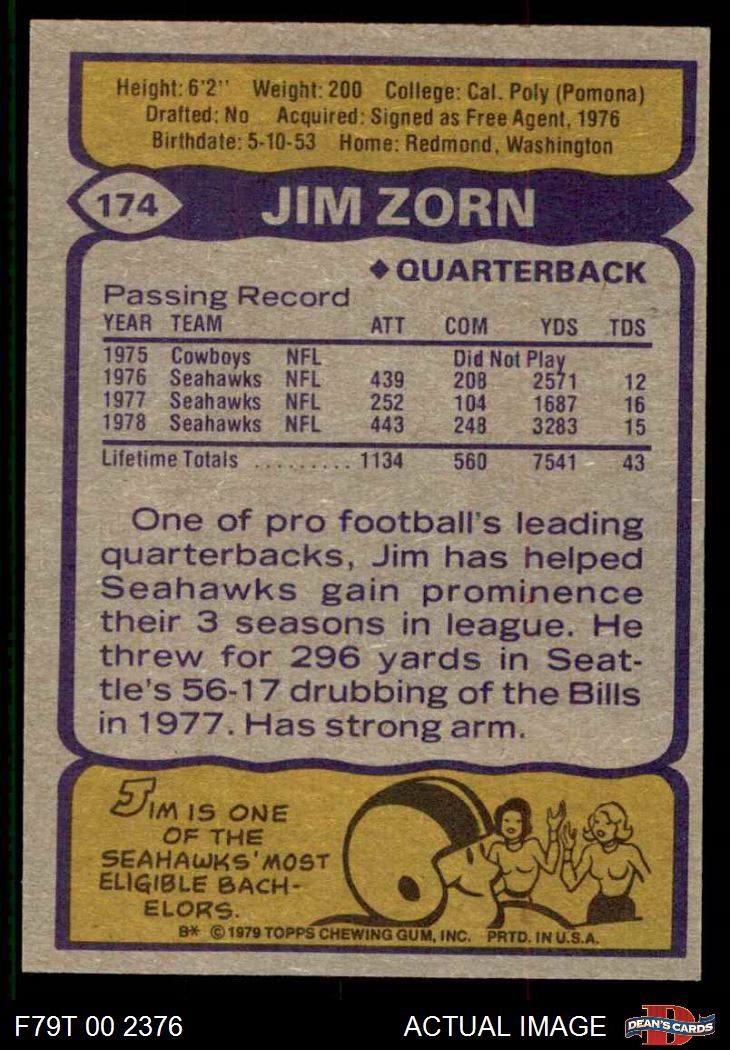 Height: 6'2" Weight: 200 College: Cal. Poly (Pomona)
Drafted: No Acquired: Signed as Free Agent, 1976
Birthdate: 5-10-53 Home: Redmond, Washington
174 JIM ZORN
◆ QUARTERBACK
Passing Record
YEAR TEAM ATT COM YDS TDS
1975 Cowboys NFL Did Not Play
1976 Seahawks NFL 439 208 2571 12
1977 Seahawks NFL 252 104 1687 16
1978 Seahawks NFL 443 248 3283 15
Lifetime Totals ......... 1134 560 7541 43
One of pro football's leading
quarterbacks, Jim has helped
Seahawks gain prominence
their 3 seasons in league. He
threw for 296 yards in Seat-
tle's 56-17 drubbing of the Bills
in 1977. Has strong arm.
JIM IS ONE
OF THE
SEAHAWKS' MOST
ELIGIBLE BACH-
ELORS.
B* © 1979 TOPPS CHEWING GUM, INC. PRTD. IN U.S.A.
F79T 00 2376 ACTUAL IMAGE D DEAN'S CARDS